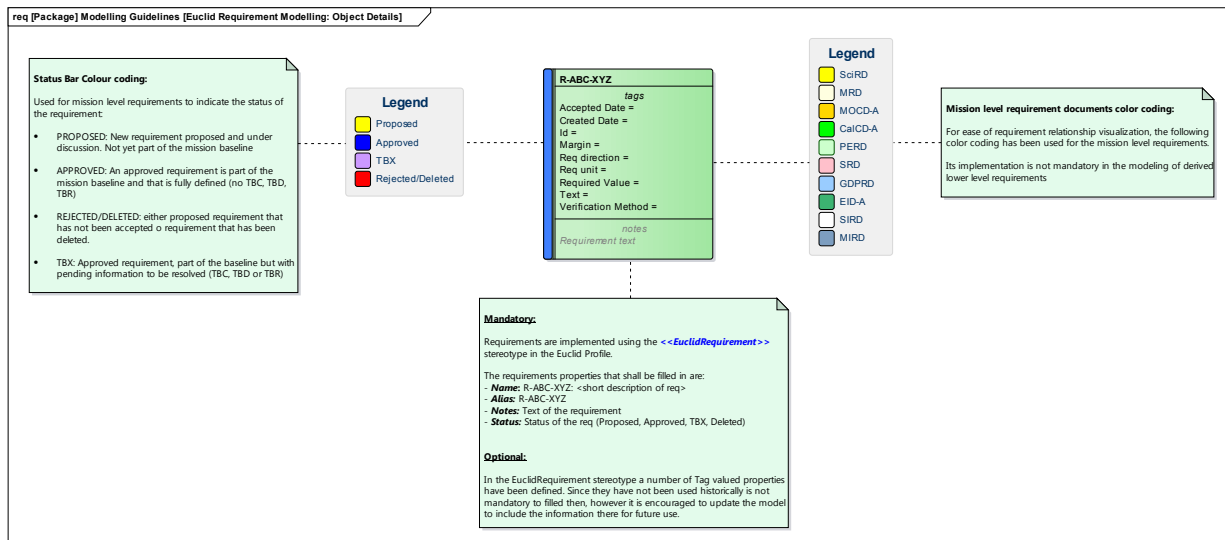 req [Package] Modelling Guidelines [Euclid Requirement Modelling: Object Details]
Status Bar Colour coding:
Used for mission level requirements to indicate the status of
the requirement:
• PROPOSED: New requirement proposed and under
discussion. Not yet part of the mission baseline
• APPROVED: An approved requirement is part of the
mission baseline and that is fully defined (no TBC, TBD,
TBR)
• REJECTED/DELETED: either proposed requirement that
has not been accepted o requirement that has been
deleted.
• TBX: Approved requirement, part of the baseline but with
pending information to be resolved (TBC, TBD or TBR)
Legend
Proposed
Approved
TBX
Rejected/Deleted
R-ABC-XYZ
tags
Accepted Date =
Created Date =
Id =
Margin =
Req direction =
Req unit =
Required Value =
Text =
Verification Method =
notes
Requirement text
Legend
SciRD
MRD
MOCD-A
CalCD-A
PERD
SRD
GDPRD
EID-A
SIRD
MIRD
Mission level requirement documents color coding:
For ease of requirement relationship visualization, the following
color coding has been used for the mission level requirements.
Its implementation is not mandatory in the modeling of derived
lower level requirements
Mandatory:
Requirements are implemented using the <<EuclidRequirement>>
stereotype in the Euclid Profile.
The requirements properties that shall be filled in are:
- Name: R-ABC-XYZ: <short description of req>
- Alias: R-ABC-XYZ
- Notes: Text of the requirement
- Status: Status of the req (Proposed, Approved, TBX, Deleted)
Optional:
In the EuclidRequirement stereotype a number of Tag valued properties
have been defined. Since they have not been used historically is not
mandatory to filled then, however it is encouraged to update the model
to include the information there for future use.